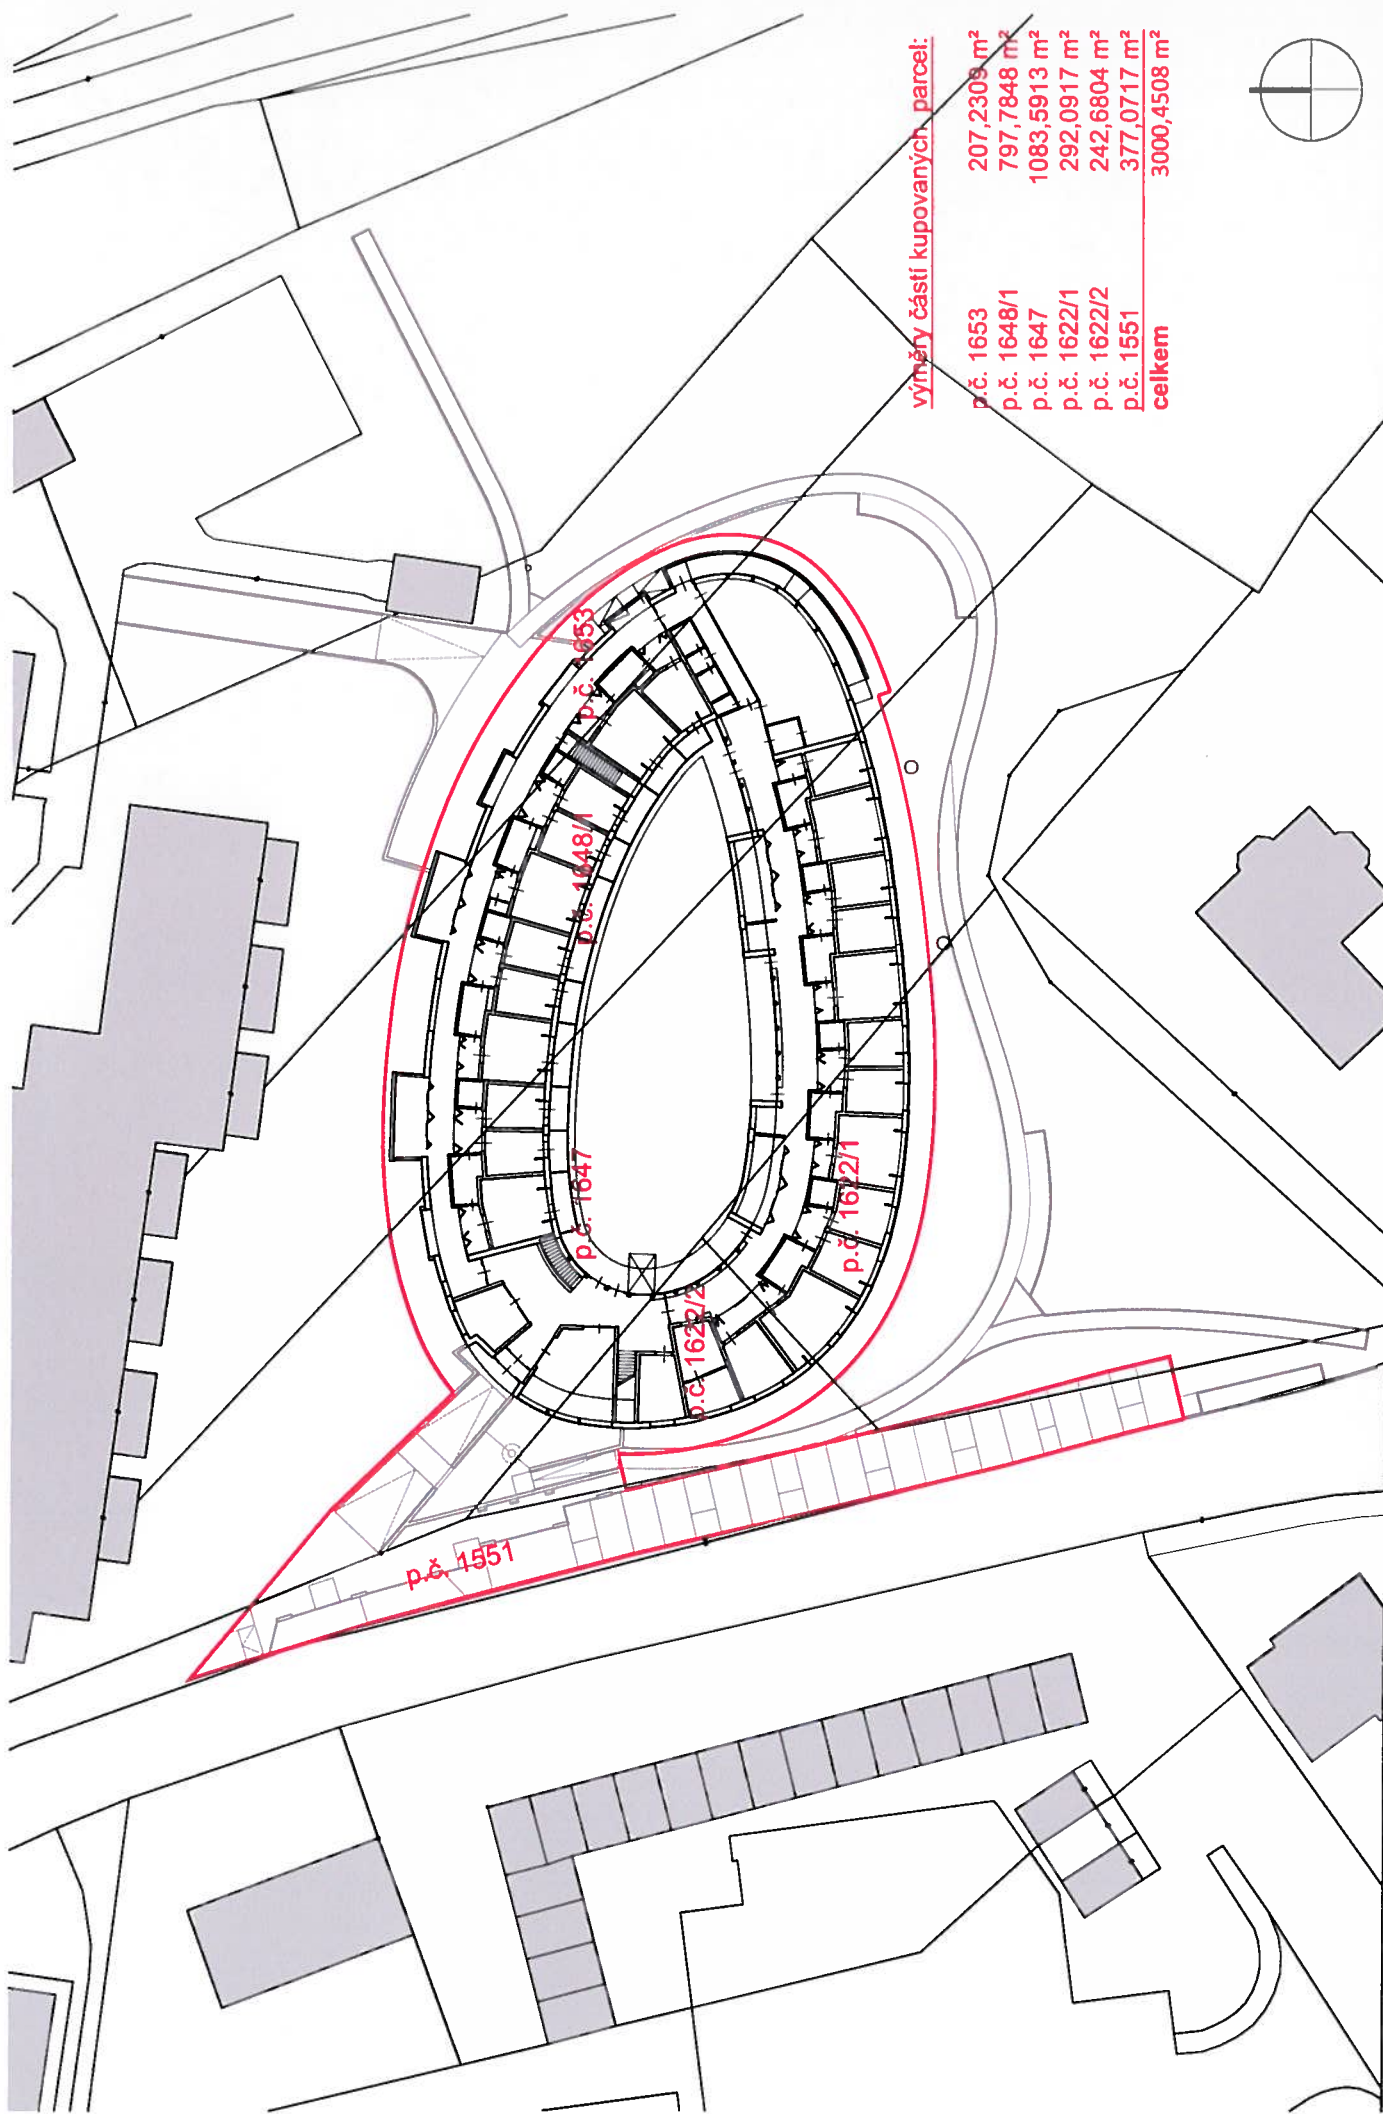 výměry částí kupovaných parcel:
p.č. 1653 207,2309 m²
p.č. 1648/1 797,7848 m²
p.č. 1647 1083,5913 m²
p.č. 1622/1 292,0917 m²
p.č. 1622/2 242,6804 m²
p.č. 1551 377,0717 m²
celkem 3000,4508 m²
p.č. 1653
p.č. 1648/1
p.č. 1647
p.č. 1622/1
p.č. 1622/2
p.č. 1551